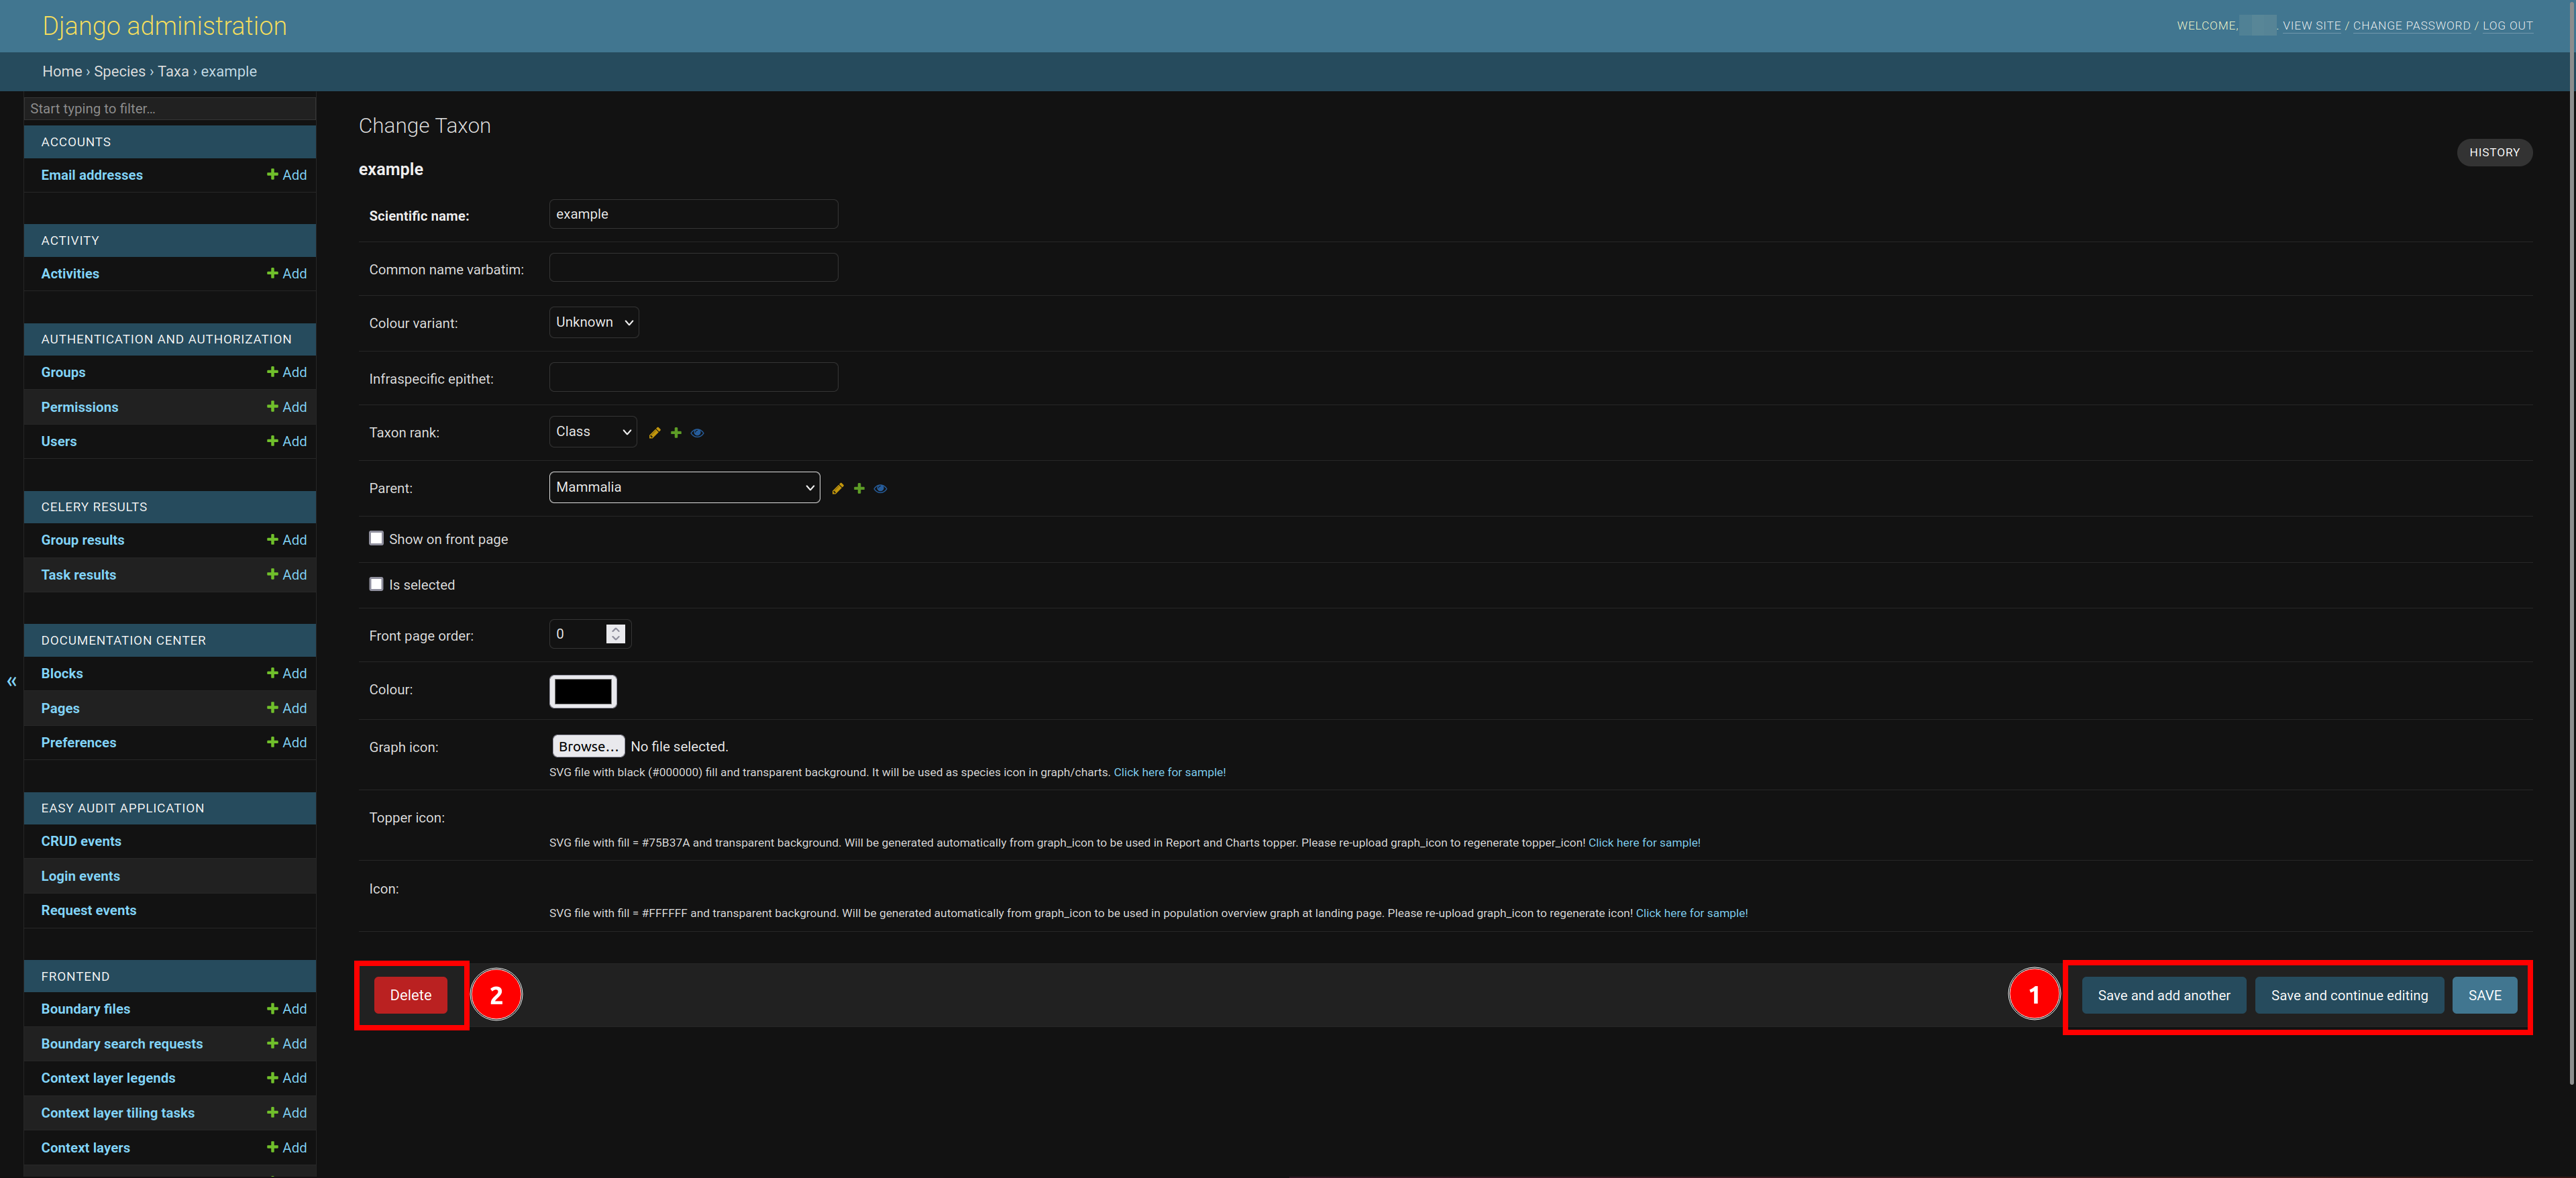 Django administration
WELCOME, . VIEW SITE / CHANGE PASSWORD / LOG OUT
Home › Species › Taxa › example
Start typing to filter...
ACCOUNTS
Email addresses Add
ACTIVITY
Activities Add
AUTHENTICATION AND AUTHORIZATION
Groups Add
Permissions Add
Users Add
CELERY RESULTS
Group results Add
Task results Add
DOCUMENTATION CENTER
Blocks Add
Pages Add
Preferences Add
EASY AUDIT APPLICATION
CRUD events
Login events
Request events
FRONTEND
Boundary files Add
Boundary search requests Add
Context layer legends Add
Context layer tiling tasks Add
Context layers Add
«
Change Taxon
HISTORY
example
Scientific name: example
Common name varbatim:
Colour variant: Unknown
Infraspecific epithet:
Taxon rank: Class
Parent: Mammalia
Show on front page
Is selected
Front page order: 0
Colour:
Graph icon: Browse... No file selected.
SVG file with black (#000000) fill and transparent background. It will be used as species icon in graph/charts. Click here for sample!
Topper icon:
SVG file with fill = #75B37A and transparent background. Will be generated automatically from graph_icon to be used in Report and Charts topper. Please re-upload graph_icon to regenerate topper_icon! Click here for sample!
Icon:
SVG file with fill = #FFFFFF and transparent background. Will be generated automatically from graph_icon to be used in population overview graph at landing page. Please re-upload graph_icon to regenerate icon! Click here for sample!
Delete 2 1 Save and add another Save and continue editing SAVE